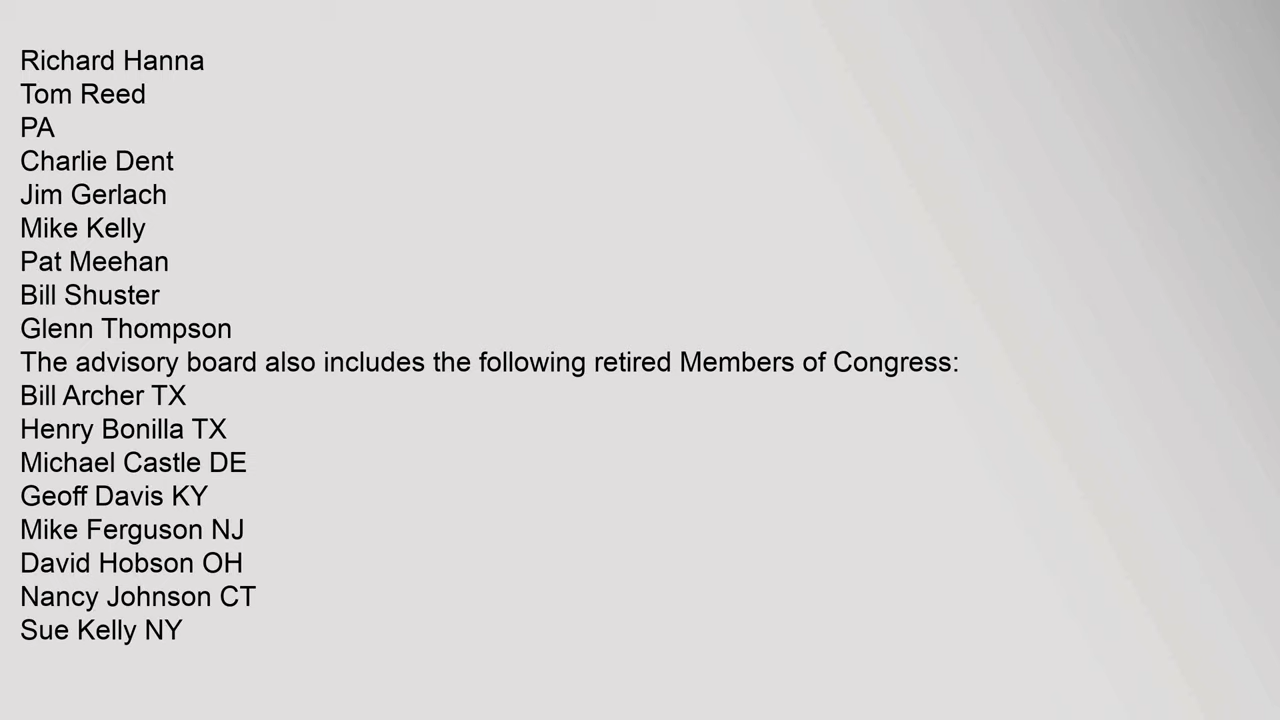 Richard Hanna
Tom Reed
PA
Charlie Dent
Jim Gerlach
Mike Kelly
Pat Meehan
Bill Shuster
Glenn Thompson
The advisory board also includes the following retired Members of Congress:
Bill Archer TX
Henry Bonilla TX
Michael Castle DE
Geoff Davis KY
Mike Ferguson NJ
David Hobson OH
Nancy Johnson CT
Sue Kelly NY